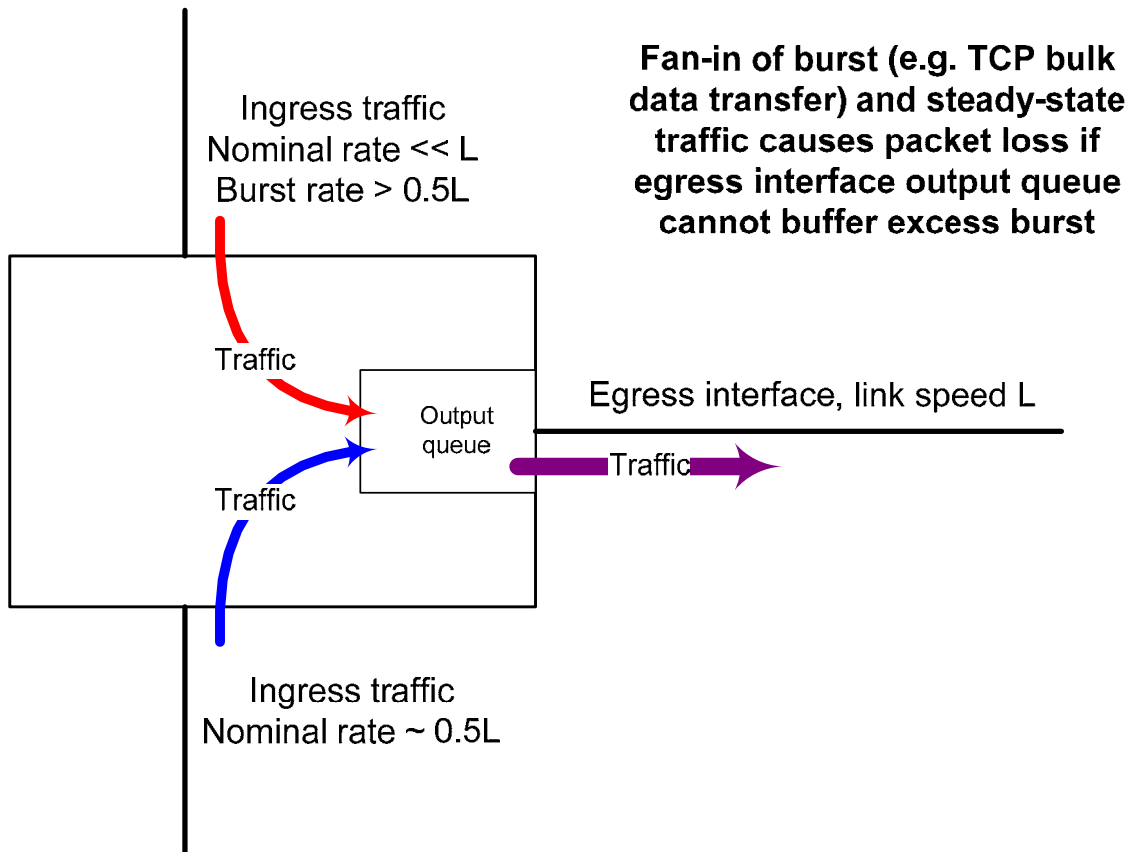 Fan-in of burst (e.g. TCP bulk
data transfer) and steady-state
traffic causes packet loss if
egress interface output queue
cannot buffer excess burst
Ingress traffic
Nominal rate << L
Burst rate > 0.5L
Traffic
Output
queue
Egress interface, link speed L
Traffic
Traffic
Ingress traffic
Nominal rate ~ 0.5L